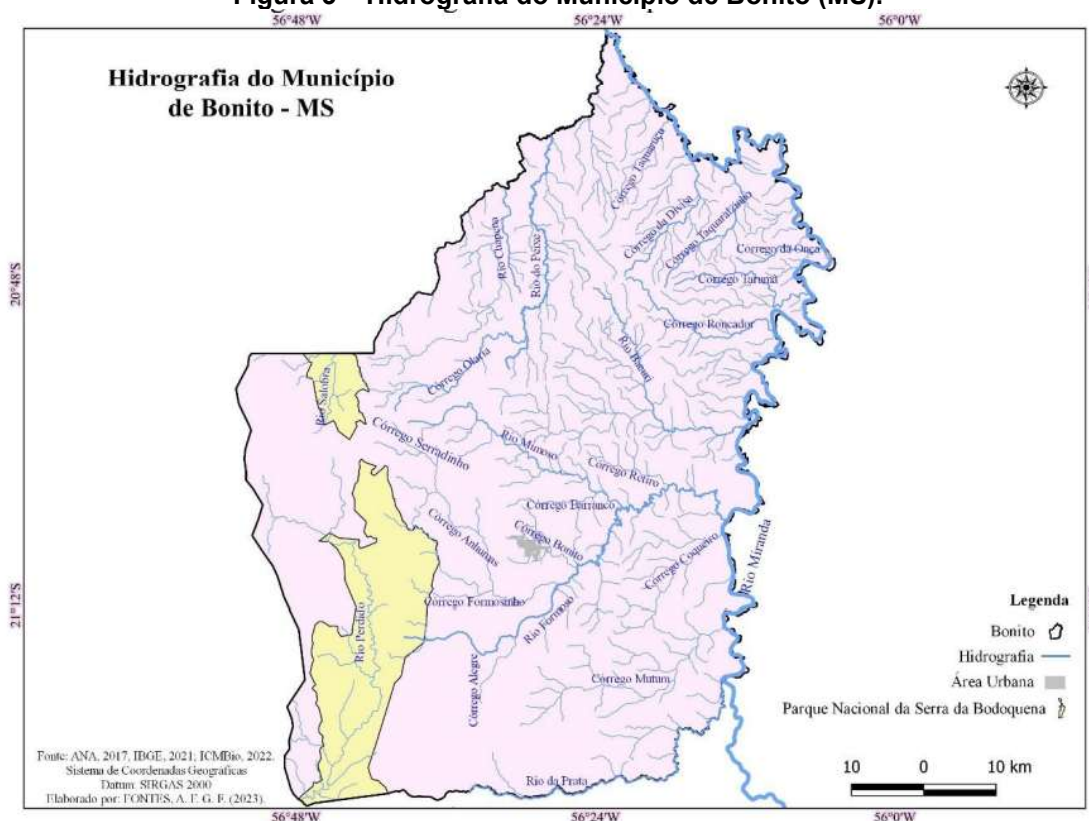 Figura 3 – Hidrografia do Município de Bonito (MS).
56°48'W
56°24'W
56°0'W
Hidrografia do Município
de Bonito - MS
20°48'S
21°12'S
Córrego Taquaruçu
Córrego da Divisa
Córrego Taquaralzinho
Córrego da Onça
Córrego Tarumã
Córrego Roncador
Rio Chapena
Rio do Peixe
Rio Bacuri
Córrego Olaria
Rio Salobra
Córrego Serradinho
Rio Mimoso
Córrego Retiro
Córrego Barranco
Córrego Bonito
Córrego Anhumas
Córrego Coqueiro
Rio Miranda
Córrego Formosinho
Rio Formoso
Rio Perdido
Córrego Alegre
Córrego Mutum
Rio da Prata
Legenda
Bonito
Hidrografia
Área Urbana
Parque Nacional da Serra da Bodoquena
10 0 10 km
Fonte: ANA, 2017, IBGE, 2021; ICMBio, 2022.
Sistema de Coordenadas Geográficas
Datum: SIRGAS 2000
Elaborado por: FONTES, A. F. G. F. (2023).
56°48'W
56°24'W
56°0'W